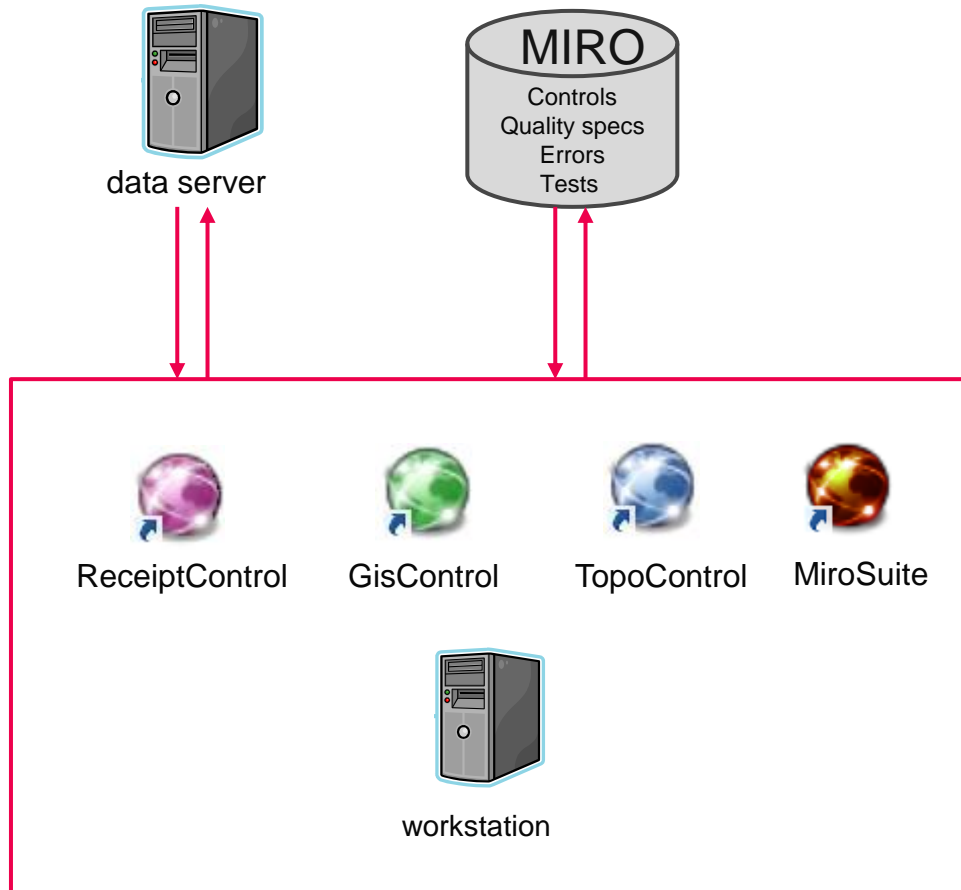 MIRO
Controls
Quality specs
Errors
Tests
data server
ReceiptControl
GisControl
TopoControl
MiroSuite
workstation